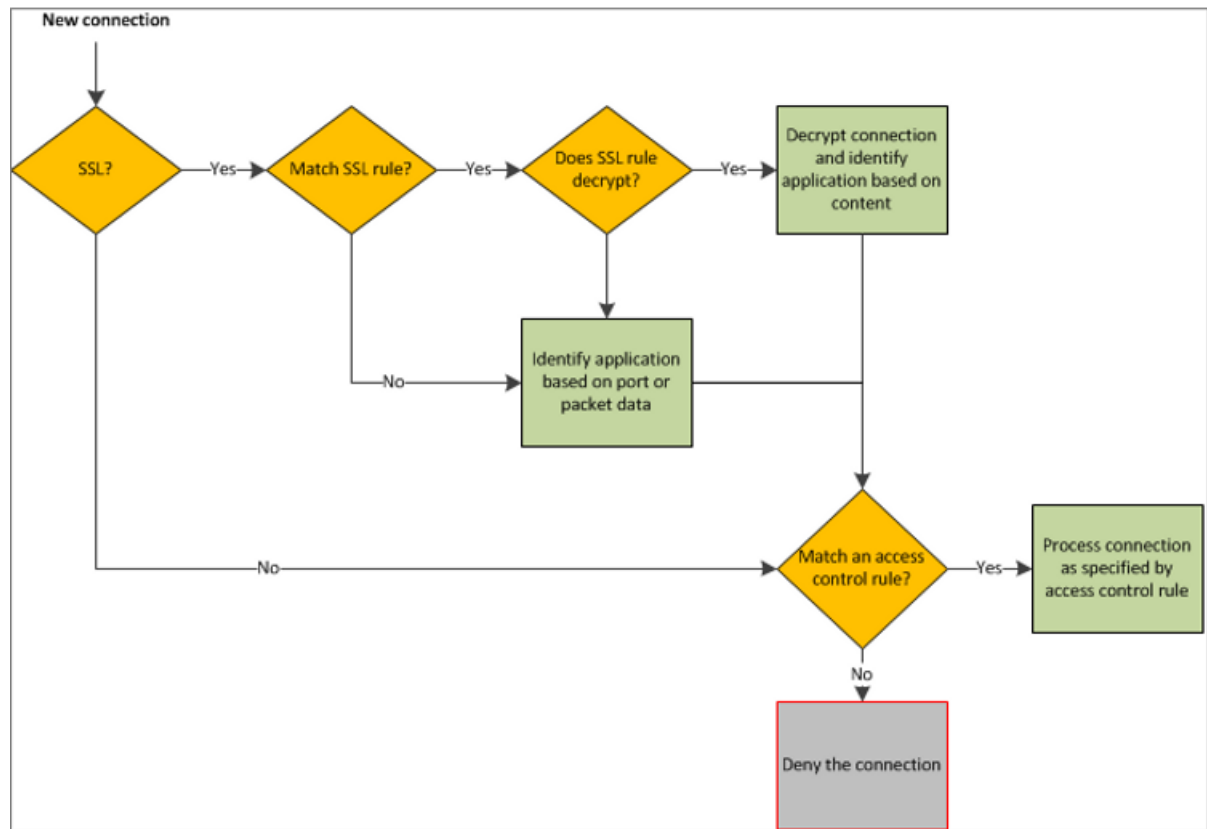 New connection
SSL?
Yes
Match SSL rule?
Yes
Does SSL rule
decrypt?
Yes
Decrypt connection
and identify
application based on
content
No
Identify application
based on port or
packet data
No
Match an access
control rule?
Yes
Process connection
as specified by
access control rule
No
Deny the connection